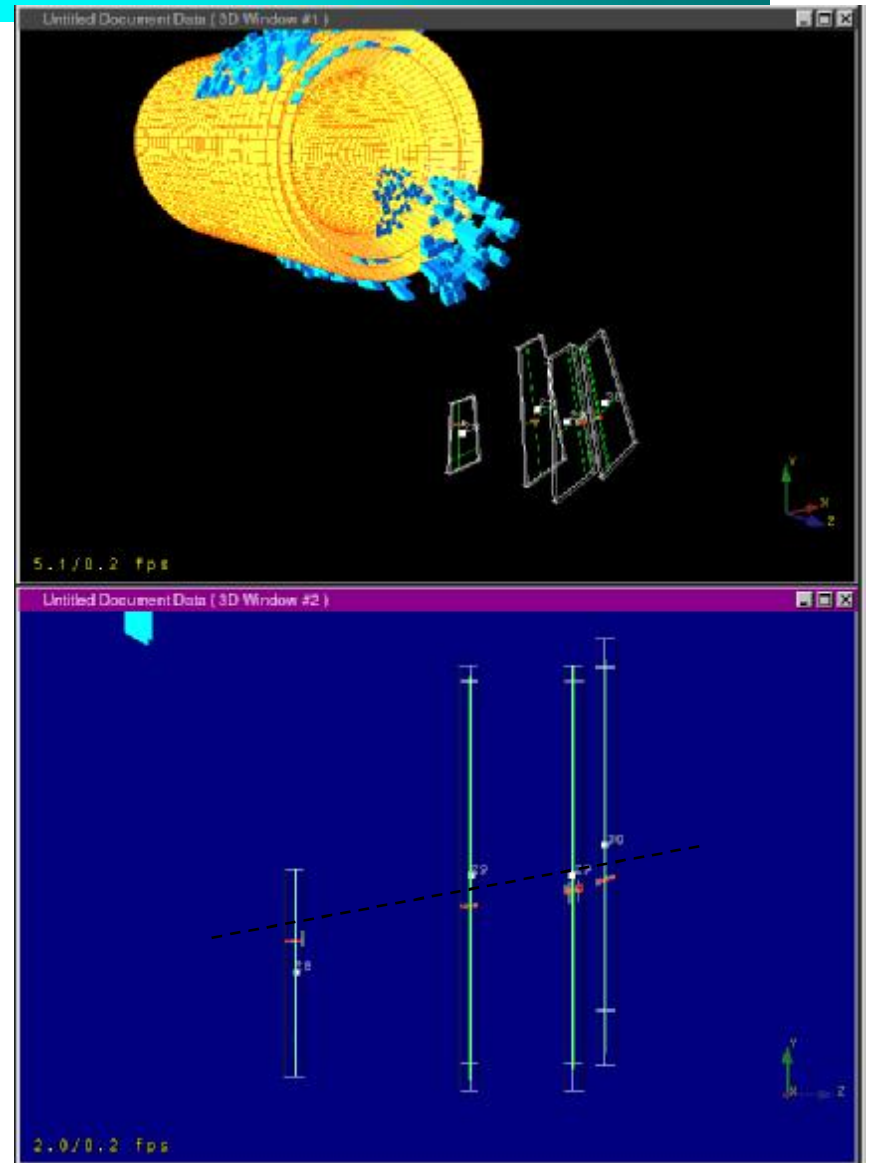 Untitled Document Data ( 3D Window #1 )
Y
X
Z
5.1/0.2 fps
Untitled Document Data ( 3D Window #2 )
Y
X
Z
2.0/0.2 fps